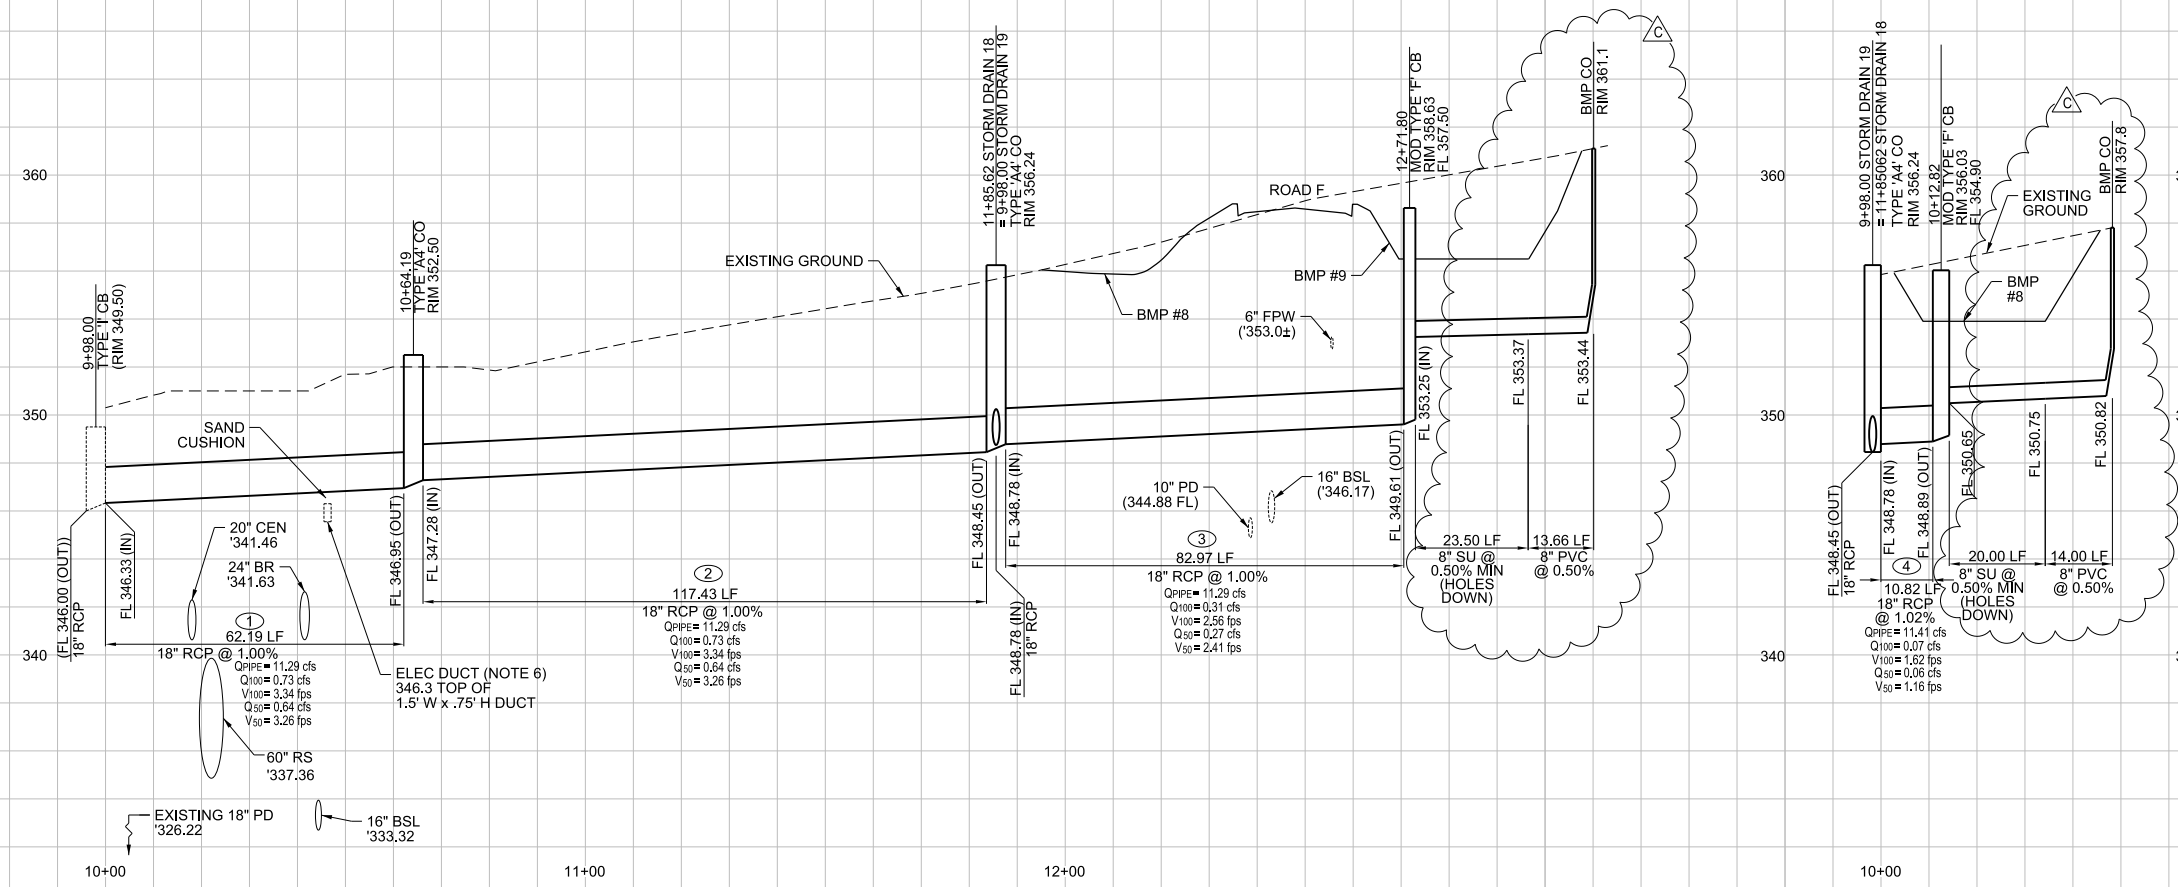 360
350
340
10+00
11+00
12+00
9+98.00
TYPE 'I' CB
(RIM 349.50)
10+64.19
TYPE 'A4' CO
RIM 352.50
11+85.62 STORM DRAIN 18
= 9+98.00 STORM DRAIN 19
TYPE 'A4' CO
RIM 356.24
12+71.80
MOD TYPE 'F' CB
RIM 358.63
FL 357.50
BMP CO
RIM 361.1
C
EXISTING GROUND
ROAD F
BMP #8
BMP #9
6" FPW
('353.0±)
SAND
CUSHION
20" CEN
'341.46
24" BR
'341.63
1
62.19 LF
18" RCP @ 1.00%
QPIPE = 11.29 cfs
Q100 = 0.73 cfs
V100 = 3.34 fps
Q50 = 0.64 cfs
V50 = 3.26 fps
60" RS
'337.36
EXISTING 18" PD
'326.22
16" BSL
'333.32
ELEC DUCT (NOTE 6)
346.3 TOP OF
1.5' W x .75' H DUCT
(FL 346.00 (OUT))
18" RCP
FL 346.33 (IN)
FL 346.95 (OUT)
FL 347.28 (IN)
2
117.43 LF
18" RCP @ 1.00%
QPIPE = 11.29 cfs
Q100 = 0.73 cfs
V100 = 3.34 fps
Q50 = 0.64 cfs
V50 = 3.26 fps
FL 348.45 (OUT)
FL 348.78 (IN)
FL 348.78 (IN)
18" RCP
10" PD
(344.88 FL)
16" BSL
('346.17)
3
82.97 LF
18" RCP @ 1.00%
QPIPE = 11.29 cfs
Q100 = 0.31 cfs
V100 = 2.56 fps
Q50 = 0.27 cfs
V50 = 2.41 fps
FL 349.61 (OUT)
FL 353.25 (IN)
FL 353.37
FL 353.44
23.50 LF
8" SU @
0.50% MIN
(HOLES
DOWN)
13.66 LF
8" PVC
@ 0.50%
360
350
340
10+00
9+98.00 STORM DRAIN 19
= 11+85062 STORM DRAIN 18
TYPE 'A4' CO
RIM 356.24
10+12.82
MOD TYPE 'F' CB
RIM 356.03
FL 354.90
BMP CO
RIM 357.8
C
EXISTING
GROUND
BMP
#8
FL 348.45 (OUT)
18" RCP
FL 348.78 (IN)
FL 348.89 (OUT)
FL 350.65
FL 350.75
FL 350.82
4
10.82 LF
18" RCP
@ 1.02%
QPIPE = 11.41 cfs
Q100 = 0.07 cfs
V100 = 1.62 fps
Q50 = 0.06 cfs
V50 = 1.16 fps
20.00 LF
8" SU @
0.50% MIN
(HOLES
DOWN)
14.00 LF
8" PVC
@ 0.50%